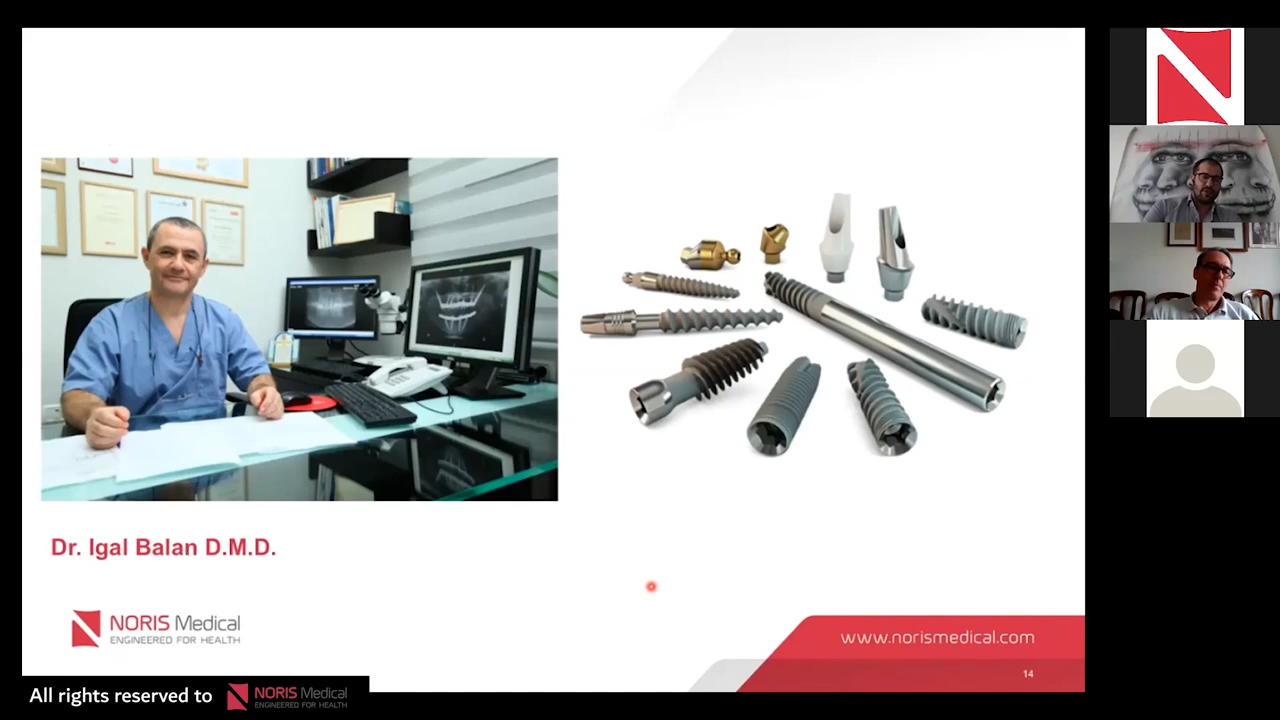 Dr. Igal Balan D.M.D.
NORIS Medical
ENGINEERED FOR HEALTH
www.norismedical.com
14
All rights reserved to
NORIS Medical
ENGINEERED FOR HEALTH